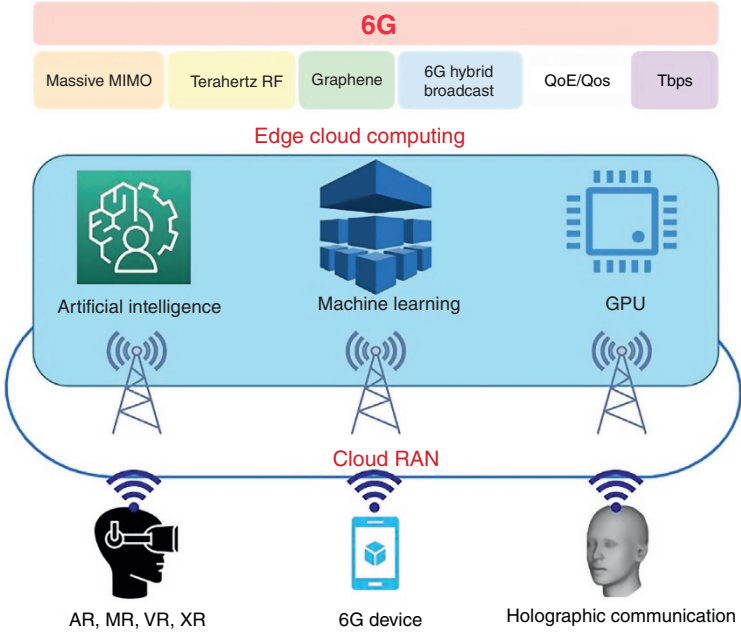 6G
Massive MIMO
Terahertz RF
Graphene
6G hybrid
broadcast
QoE/Qos
Tbps
Edge cloud computing
Artificial intelligence
Machine learning
GPU
Cloud RAN
AR, MR, VR, XR
6G device
Holographic communication